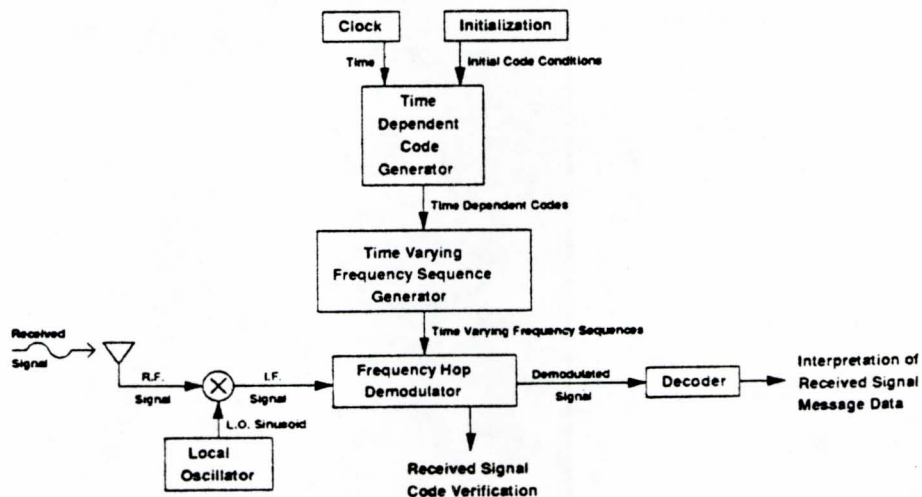 Clock
Initialization
Time
Initial Code Conditions
Time
Dependent
Code
Generator
Time Dependent Codes
Time Varying
Frequency Sequence
Generator
Time Varying Frequency Sequences
Received
Signal
R.F.
Signal
I.F.
Signal
Frequency Hop
Demodulator
Demodulated
Signal
Decoder
Interpretation of
Received Signal
Message Data
L.O. Sinusoid
Local
Oscillator
Received Signal
Code Verification